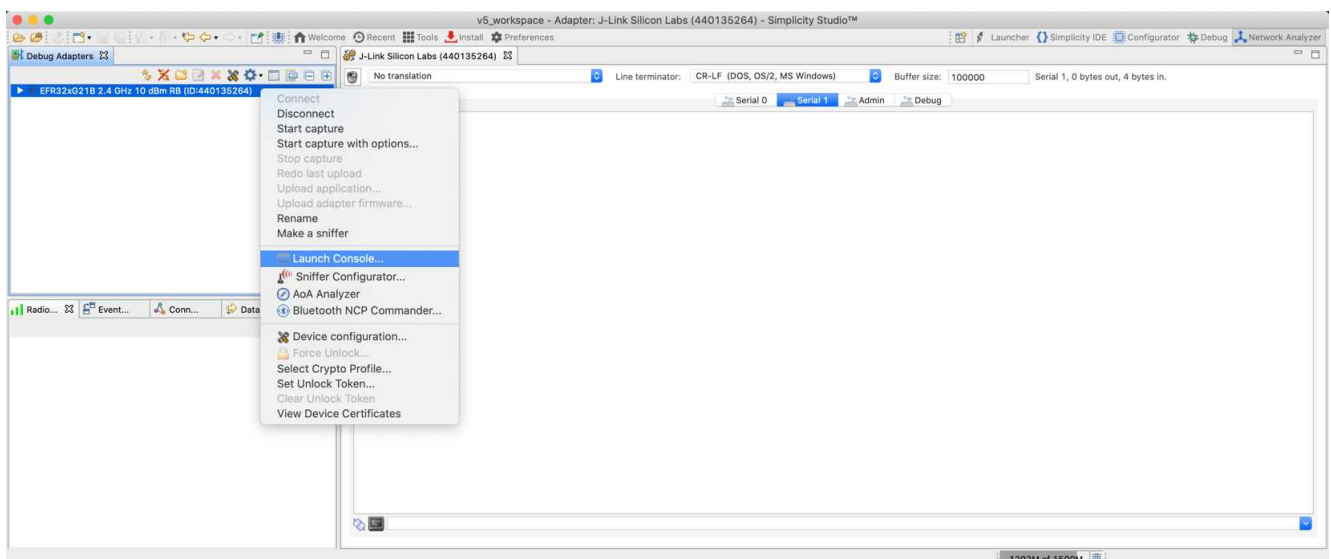 v5_workspace - Adapter: J-Link Silicon Labs (440135264) - Simplicity Studio™
Welcome Recent Tools Install Preferences Launcher Simplicity IDE Configurator Debug Network Analyzer
Debug Adapters J-Link Silicon Labs (440135264)
No translation Line terminator: CR-LF (DOS, OS/2, MS Windows) Buffer size: 100000 Serial 1, 0 bytes out, 4 bytes in.
EFR32xG21B 2.4 GHz 10 dBm RB (ID:440135264)
Serial 0 Serial 1 Admin Debug
Connect
Disconnect
Start capture
Start capture with options...
Stop capture
Redo last upload
Upload application...
Upload adapter firmware...
Rename
Make a sniffer
Launch Console...
Sniffer Configurator...
AoA Analyzer
Bluetooth NCP Commander...
Device configuration...
Force Unlock...
Select Crypto Profile...
Set Unlock Token...
Clear Unlock Token
View Device Certificates
Radio... Event... Conn... Data